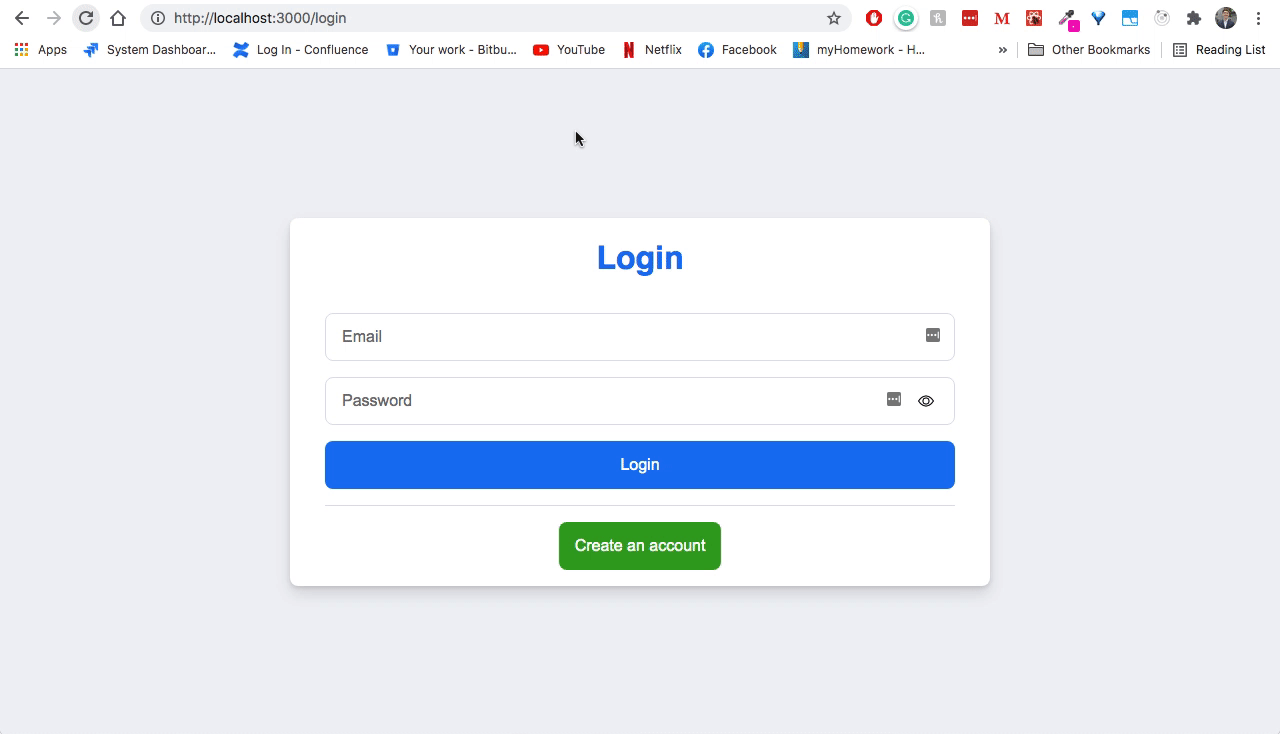 http://localhost:3000/login
Apps System Dashboar... Log In - Confluence Your work - Bitbu... YouTube Netflix Facebook myHomework - H... » Other Bookmarks Reading List
Login
Email
Password
Login
Create an account